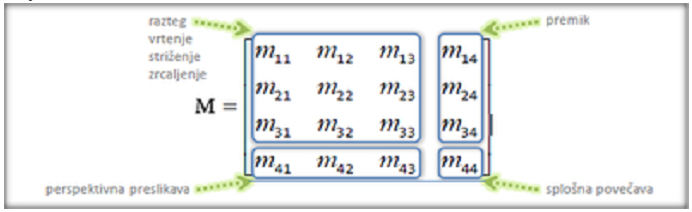 razteg
vrtenje
striženje
zrcaljenje
premik
M =
m11 m12 m13 m14
m21 m22 m23 m24
m31 m32 m33 m34
m41 m42 m43 m44
perspektivna preslikava
splošna povečava